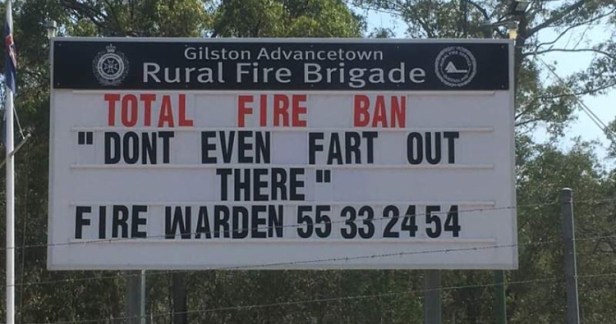 Gilston Advancetown
Rural Fire Brigade
TOTAL FIRE BAN
"DONT EVEN FART OUT
THERE"
FIRE WARDEN 55 33 24 54